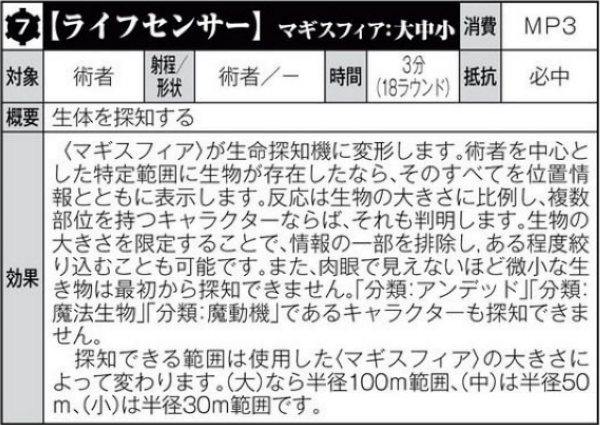 7 【ライフセンサー】 マギスフィア：大中小 消費 MP3
対象 術者 射程／形状 術者／－ 時間 3分（18ラウンド） 抵抗 必中
概要 生体を探知する
効果
〈マギスフィア〉が生命探知機に変形します。術者を中心と
した特定範囲に生物が存在したなら、そのすべてを位置情
報とともに表示します。反応は生物の大きさに比例し、複数
部位を持つキャラクターならば、それも判明します。生物の
大きさを限定することで、情報の一部を排除し、ある程度絞
り込むことも可能です。また、肉眼で見えないほど微小な生
き物は最初から探知できません。「分類：アンデッド」「分類：
魔法生物」「分類：魔動機」であるキャラクターも探知できま
せん。
探知できる範囲は使用した〈マギスフィア〉の大きさに
よって変わります。（大）なら半径100m範囲、（中）は半径50
m、（小）は半径30m範囲です。